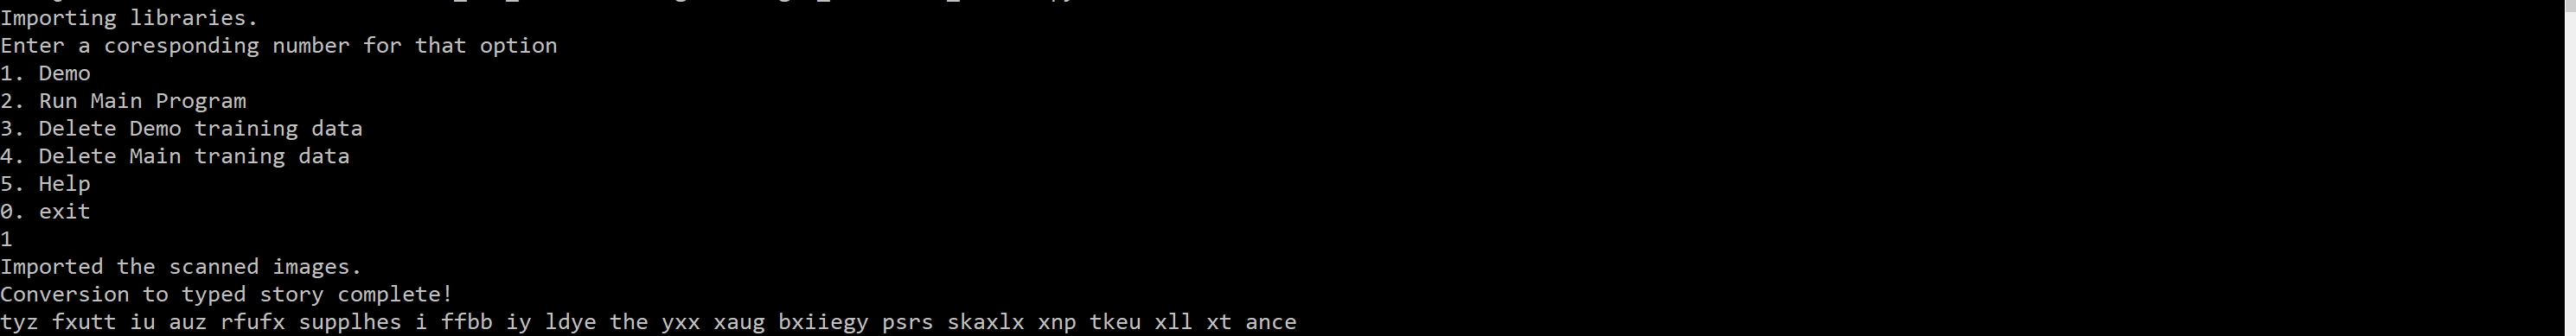 Importing libraries.
Enter a coresponding number for that option
1. Demo
2. Run Main Program
3. Delete Demo training data
4. Delete Main traning data
5. Help
0. exit
1
Imported the scanned images.
Conversion to typed story complete!
tyz fxutt iu auz rfufx supplhes i ffbb iy ldye the yxx xaug bxiiegy psrs skaxlx xnp tkeu xll xt ance